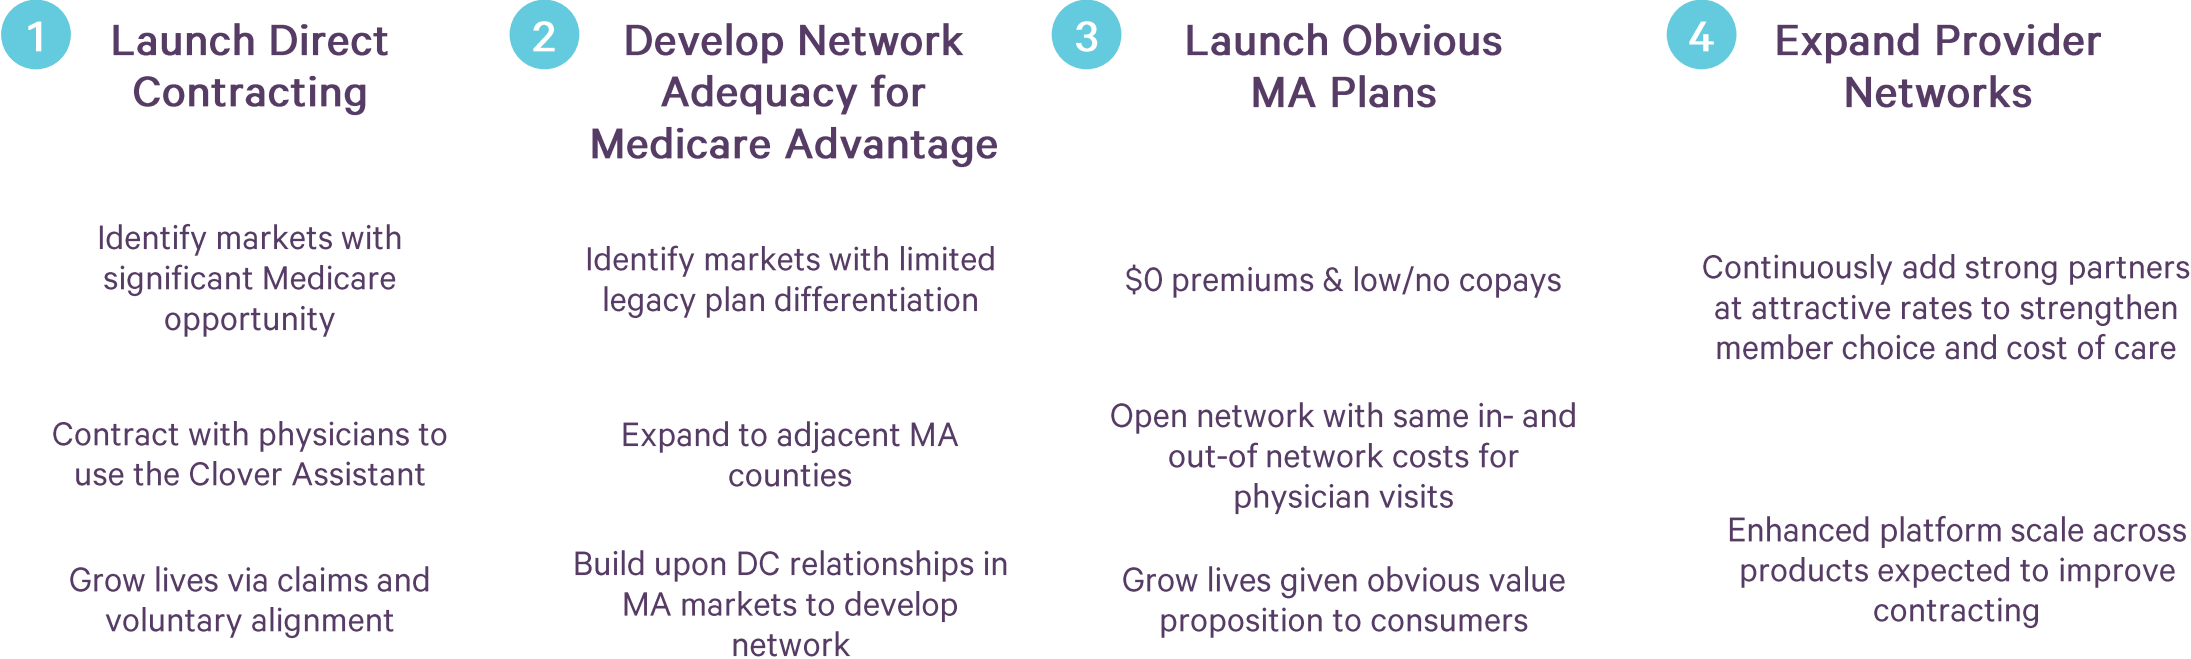 1
Launch Direct
Contracting
Identify markets with
significant Medicare
opportunity
Contract with physicians to
use the Clover Assistant
Grow lives via claims and
voluntary alignment
2
Develop Network
Adequacy for
Medicare Advantage
Identify markets with limited
legacy plan differentiation
Expand to adjacent MA
counties
Build upon DC relationships in
MA markets to develop
network
3
Launch Obvious
MA Plans
$0 premiums & low/no copays
Open network with same in- and
out-of network costs for
physician visits
Grow lives given obvious value
proposition to consumers
4
Expand Provider
Networks
Continuously add strong partners
at attractive rates to strengthen
member choice and cost of care
Enhanced platform scale across
products expected to improve
contracting